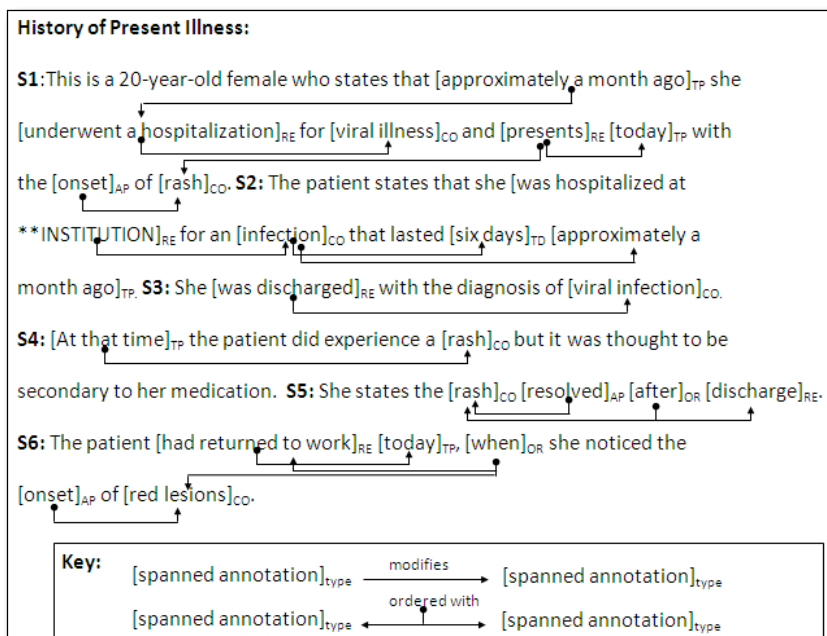 History of Present Illness:
S1:This is a 20-year-old female who states that [approximately a month ago]TP she
[underwent a hospitalization]RE for [viral illness]CO and [presents]RE [today]TP with
the [onset]AP of [rash]CO. S2: The patient states that she [was hospitalized at
**INSTITUTION]RE for an [infection]CO that lasted [six days]TD [approximately a
month ago]TP. S3: She [was discharged]RE with the diagnosis of [viral infection]CO.
S4: [At that time]TP the patient did experience a [rash]CO but it was thought to be
secondary to her medication. S5: She states the [rash]CO [resolved]AP [after]OR [discharge]RE.
S6: The patient [had returned to work]RE [today]TP, [when]OR she noticed the
[onset]AP of [red lesions]CO.
Key:
modifies
[spanned annotation]type [spanned annotation]type
ordered with
[spanned annotation]type [spanned annotation]type